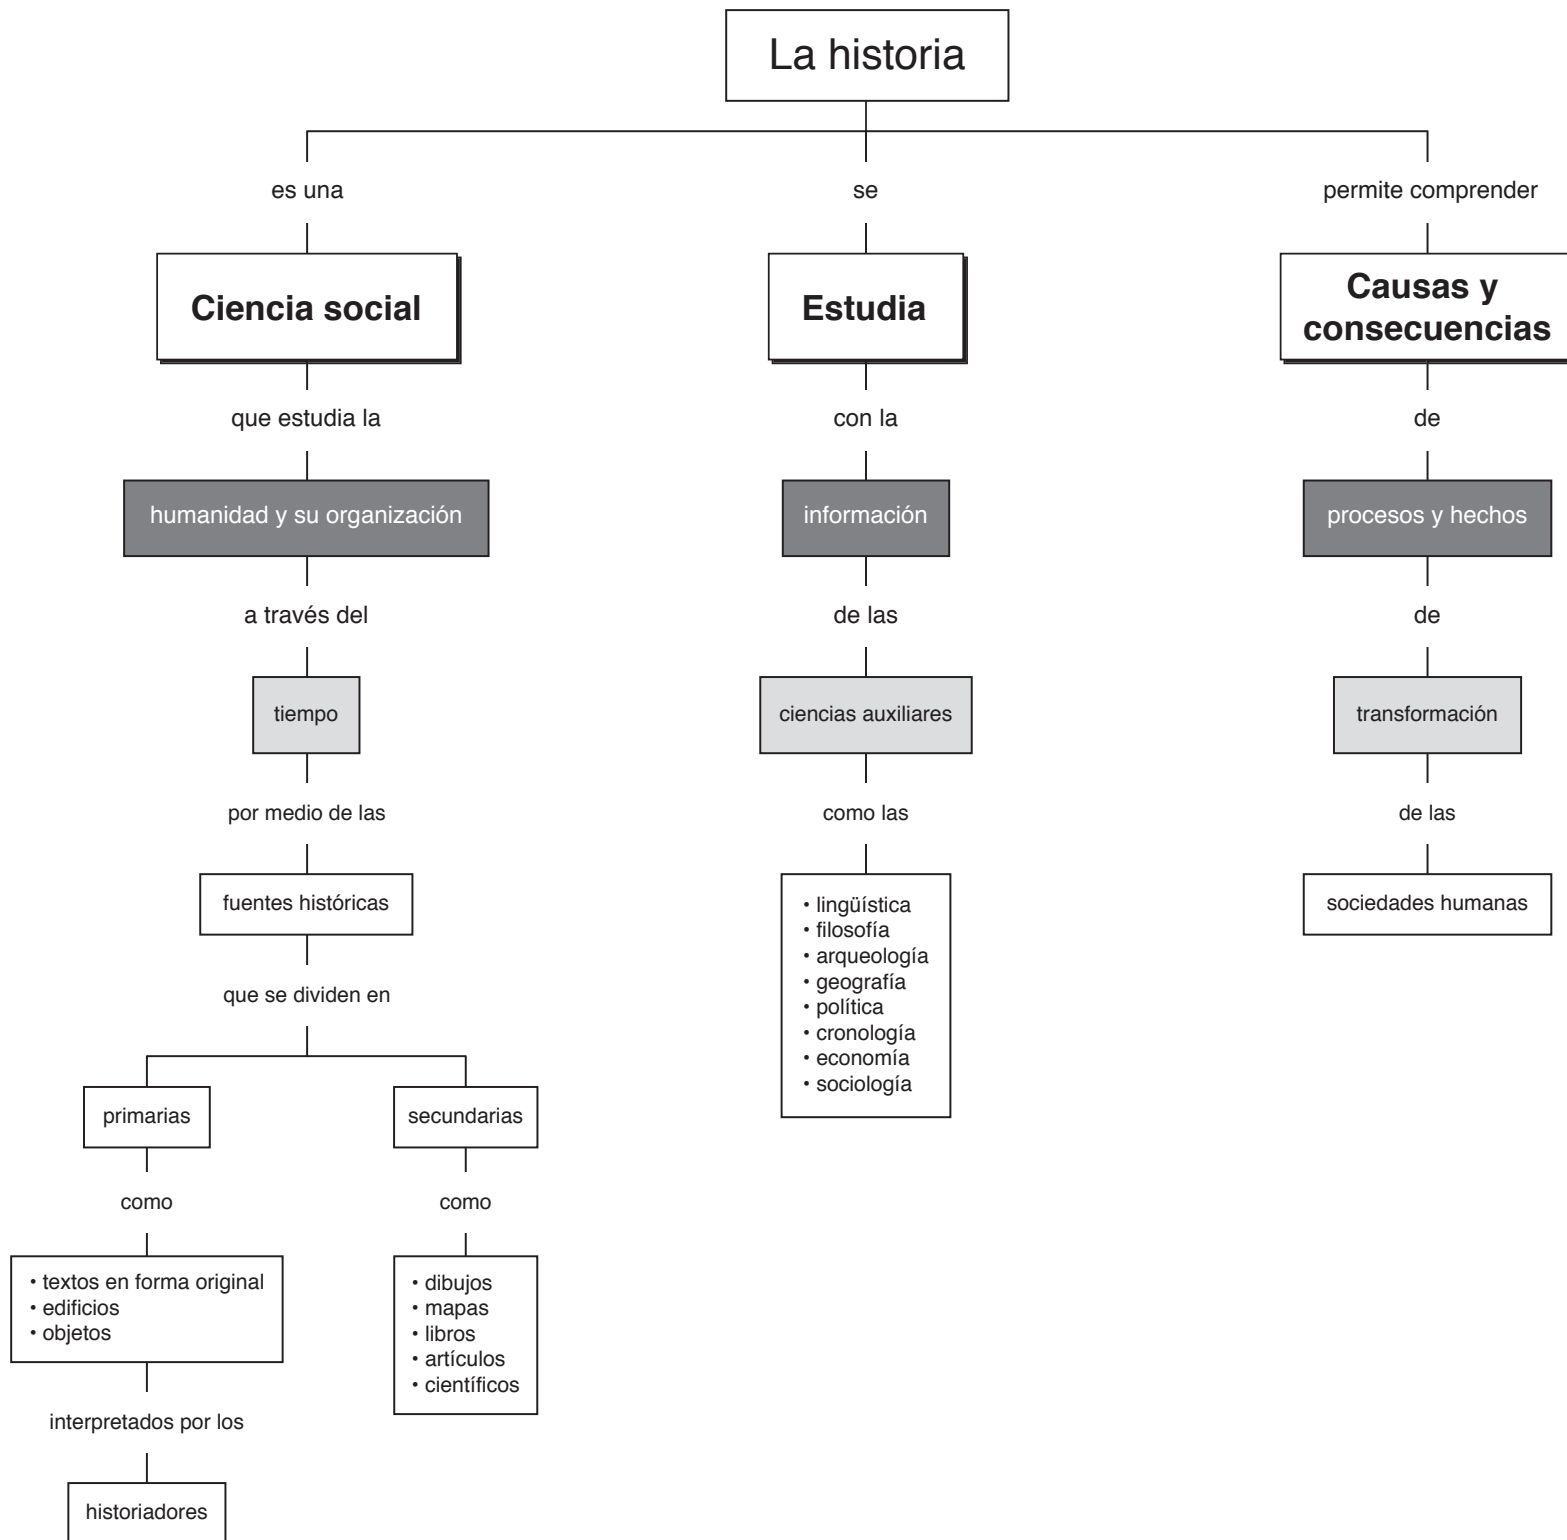 La historia
es una
se
permite comprender
Ciencia social
Estudia
Causas y
consecuencias
que estudia la
con la
de
humanidad y su organización
información
procesos y hechos
a través del
de las
de
tiempo
ciencias auxiliares
transformación
por medio de las
como las
de las
fuentes históricas
• lingüística
• filosofía
• arqueología
• geografía
• política
• cronología
• economía
• sociología
sociedades humanas
que se dividen en
primarias
secundarias
como
como
• textos en forma original
• edificios
• objetos
• dibujos
• mapas
• libros
• artículos
• científicos
interpretados por los
historiadores